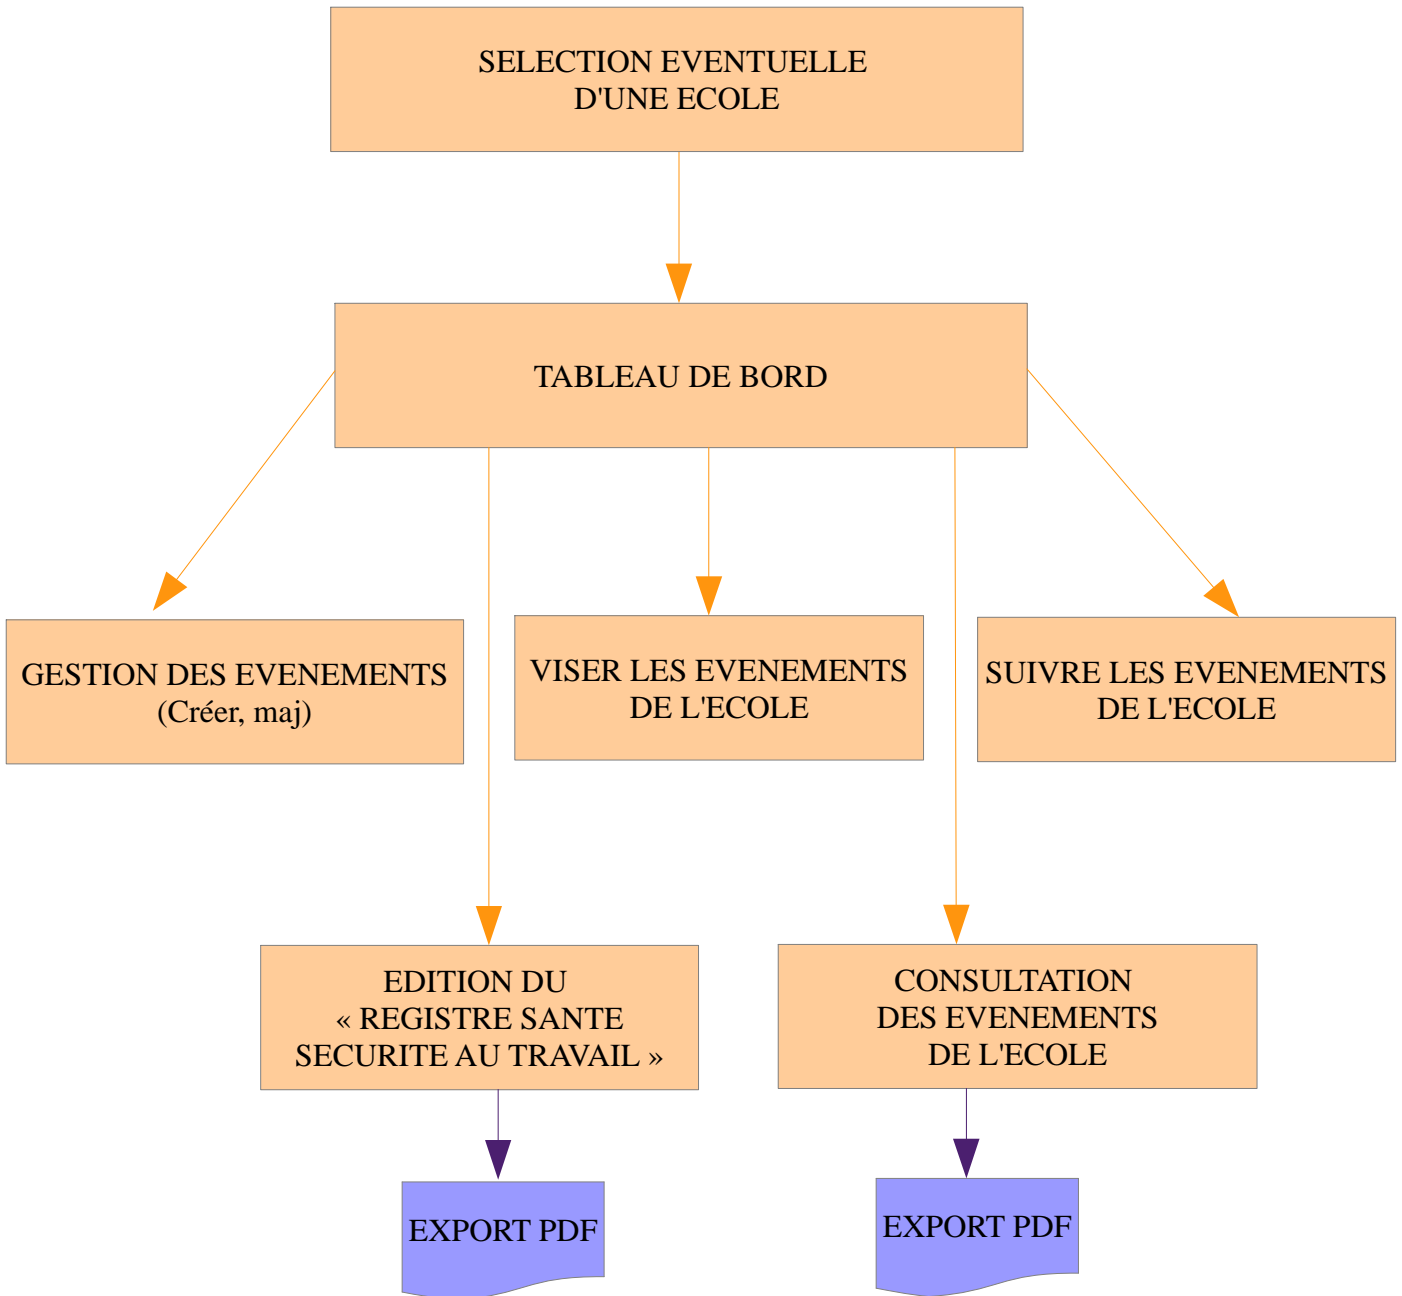 SELECTION EVENTUELLE
D'UNE ECOLE
TABLEAU DE BORD
GESTION DES EVENEMENTS
(Créer, maj)
VISER LES EVENEMENTS
DE L'ECOLE
SUIVRE LES EVENEMENTS
DE L'ECOLE
EDITION DU
« REGISTRE SANTE
SECURITE AU TRAVAIL »
CONSULTATION
DES EVENEMENTS
DE L'ECOLE
EXPORT PDF
EXPORT PDF